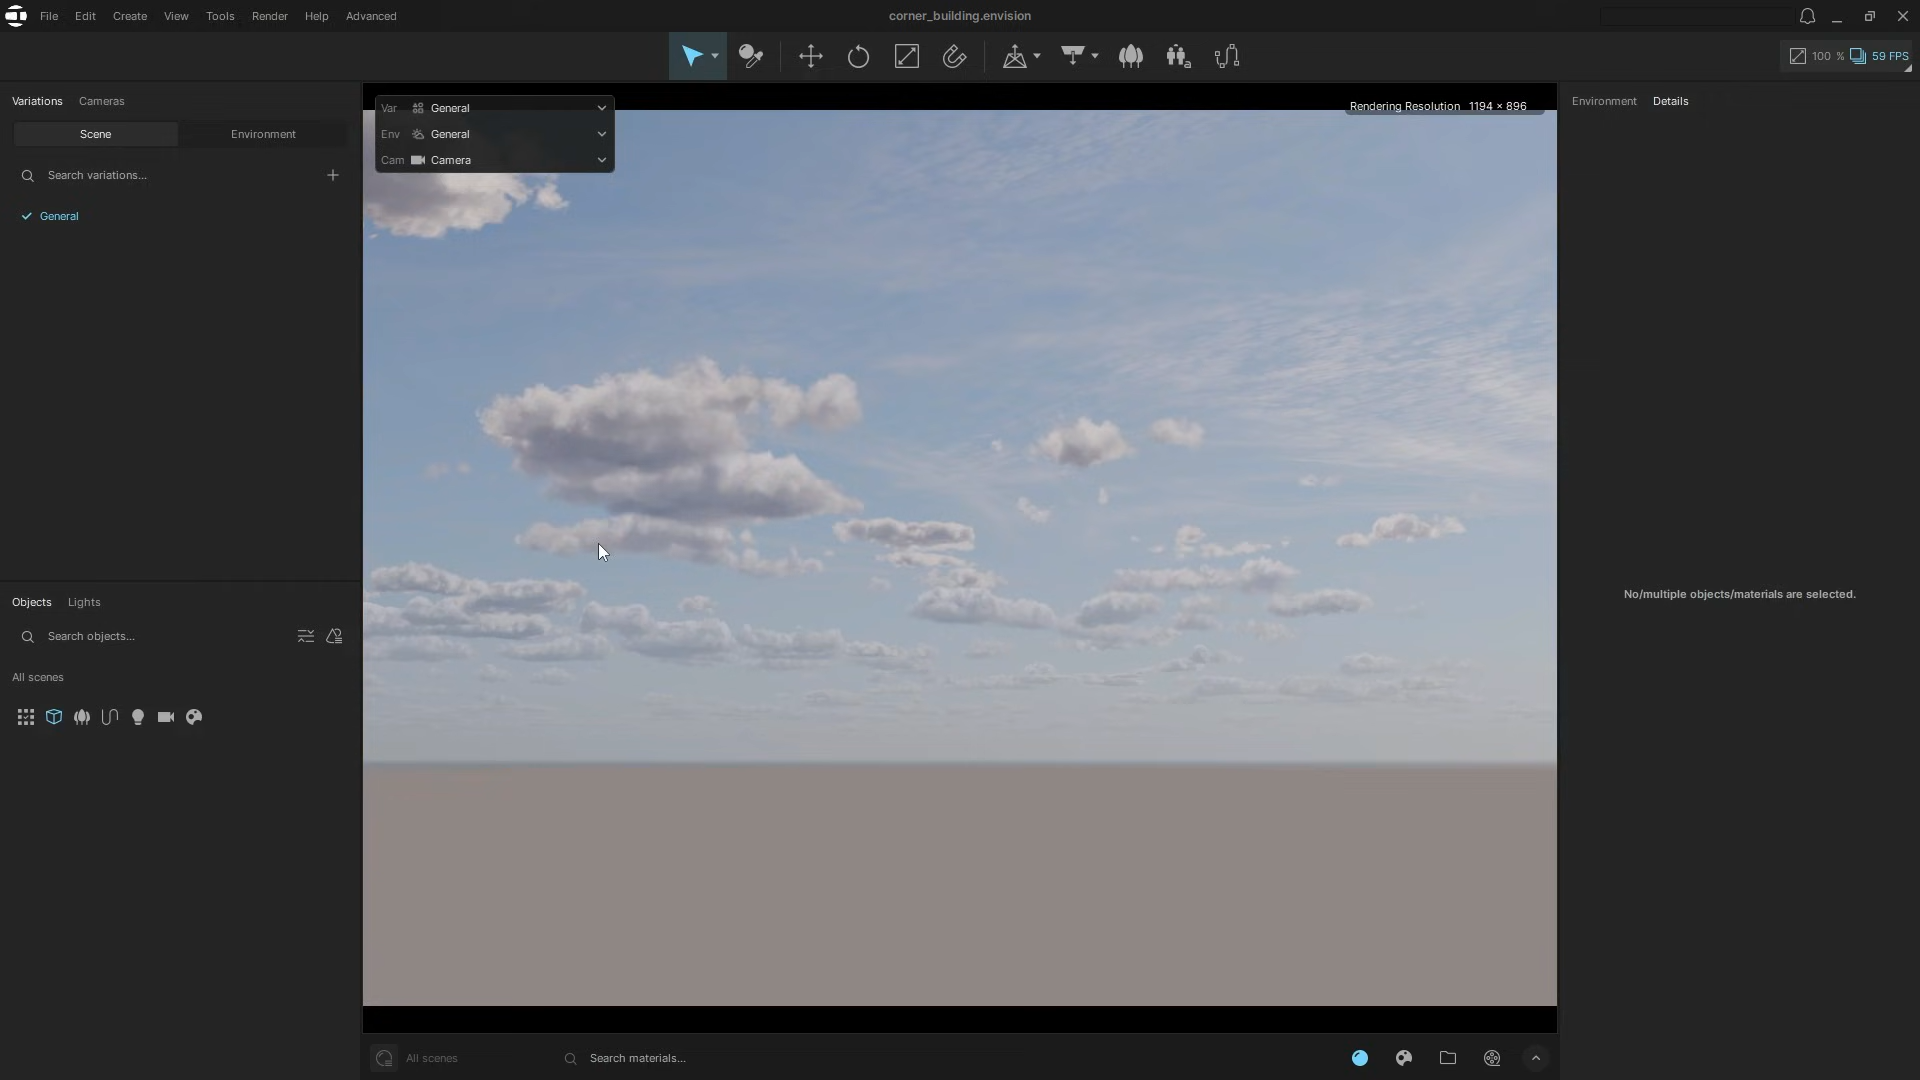 File Edit Create View Tools Render Help Advanced
corner_building.envision
100 % 59 FPS
Variations Cameras
Scene Environment
Search variations...
General
Var General
Env General
Cam Camera
Rendering Resolution 1194 × 896
Environment Details
No/multiple objects/materials are selected.
Objects Lights
Search objects...
All scenes
All scenes
Search materials...